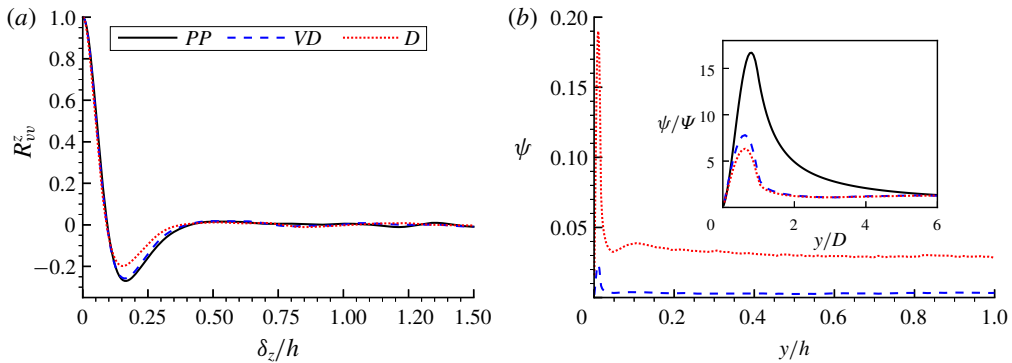 (a)
1.0
0.8
0.6
0.4
0.2
0
−0.2
R^z_vv
PP VD D
0 0.25 0.50 0.75 1.00 1.25 1.50
δ_z/h
(b)
0.20
0.15
0.10
0.05
0
ψ
0.2 0.4 0.6 0.8 1.0
y/h
15
10
5
ψ/Ψ
0 2 4 6
y/D